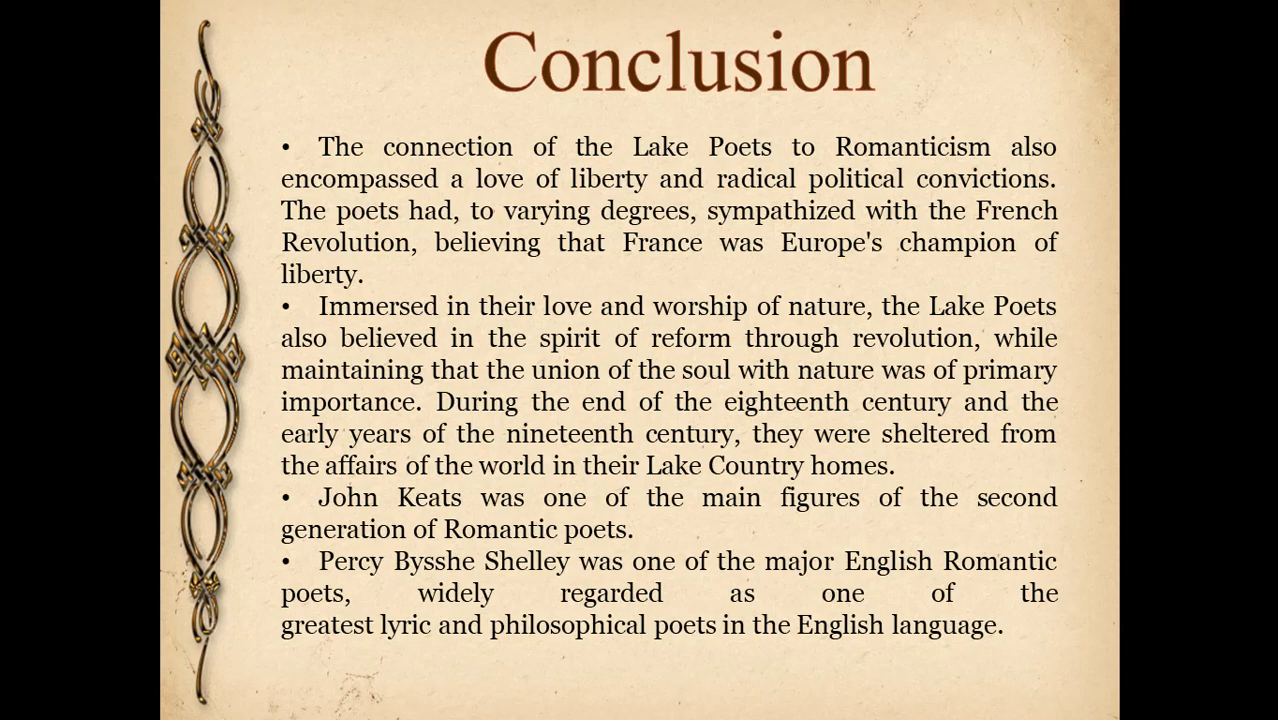 Conclusion
• The connection of the Lake Poets to Romanticism also
encompassed a love of liberty and radical political convictions.
The poets had, to varying degrees, sympathized with the French
Revolution, believing that France was Europe's champion of
liberty.
• Immersed in their love and worship of nature, the Lake Poets
also believed in the spirit of reform through revolution, while
maintaining that the union of the soul with nature was of primary
importance. During the end of the eighteenth century and the
early years of the nineteenth century, they were sheltered from
the affairs of the world in their Lake Country homes.
• John Keats was one of the main figures of the second
generation of Romantic poets.
• Percy Bysshe Shelley was one of the major English Romantic
poets, widely regarded as one of the
greatest lyric and philosophical poets in the English language.